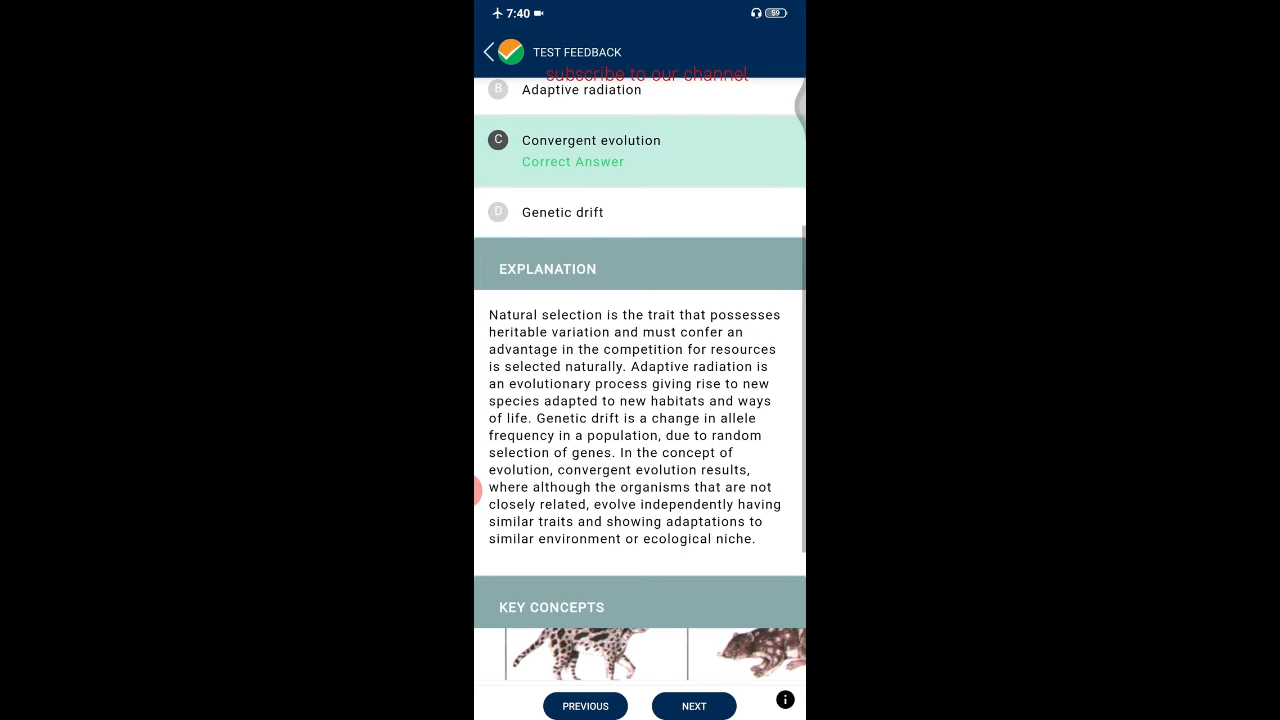 7:40
59
TEST FEEDBACK
subscribe to our channel
B Adaptive radiation
C Convergent evolution
Correct Answer
D Genetic drift
EXPLANATION
Natural selection is the trait that possesses
heritable variation and must confer an
advantage in the competition for resources
is selected naturally. Adaptive radiation is
an evolutionary process giving rise to new
species adapted to new habitats and ways
of life. Genetic drift is a change in allele
frequency in a population, due to random
selection of genes. In the concept of
evolution, convergent evolution results,
where although the organisms that are not
closely related, evolve independently having
similar traits and showing adaptations to
similar environment or ecological niche.
KEY CONCEPTS
PREVIOUS NEXT i